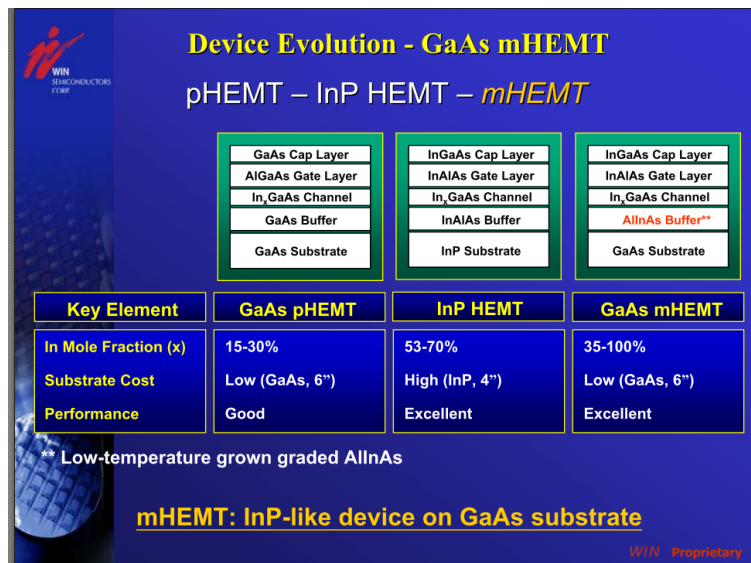 WIN
SEMICONDUCTORS
CORP
Device Evolution - GaAs mHEMT
pHEMT – InP HEMT – mHEMT
GaAs Cap Layer
AlGaAs Gate Layer
InxGaAs Channel
GaAs Buffer
GaAs Substrate
InGaAs Cap Layer
InAlAs Gate Layer
InxGaAs Channel
InAlAs Buffer
InP Substrate
InGaAs Cap Layer
InAlAs Gate Layer
InxGaAs Channel
AlInAs Buffer**
GaAs Substrate
Key Element GaAs pHEMT InP HEMT GaAs mHEMT
In Mole Fraction (x) 15-30% 53-70% 35-100%
Substrate Cost Low (GaAs, 6”) High (InP, 4”) Low (GaAs, 6”)
Performance Good Excellent Excellent
** Low-temperature grown graded AlInAs
mHEMT: InP-like device on GaAs substrate
WIN Proprietary